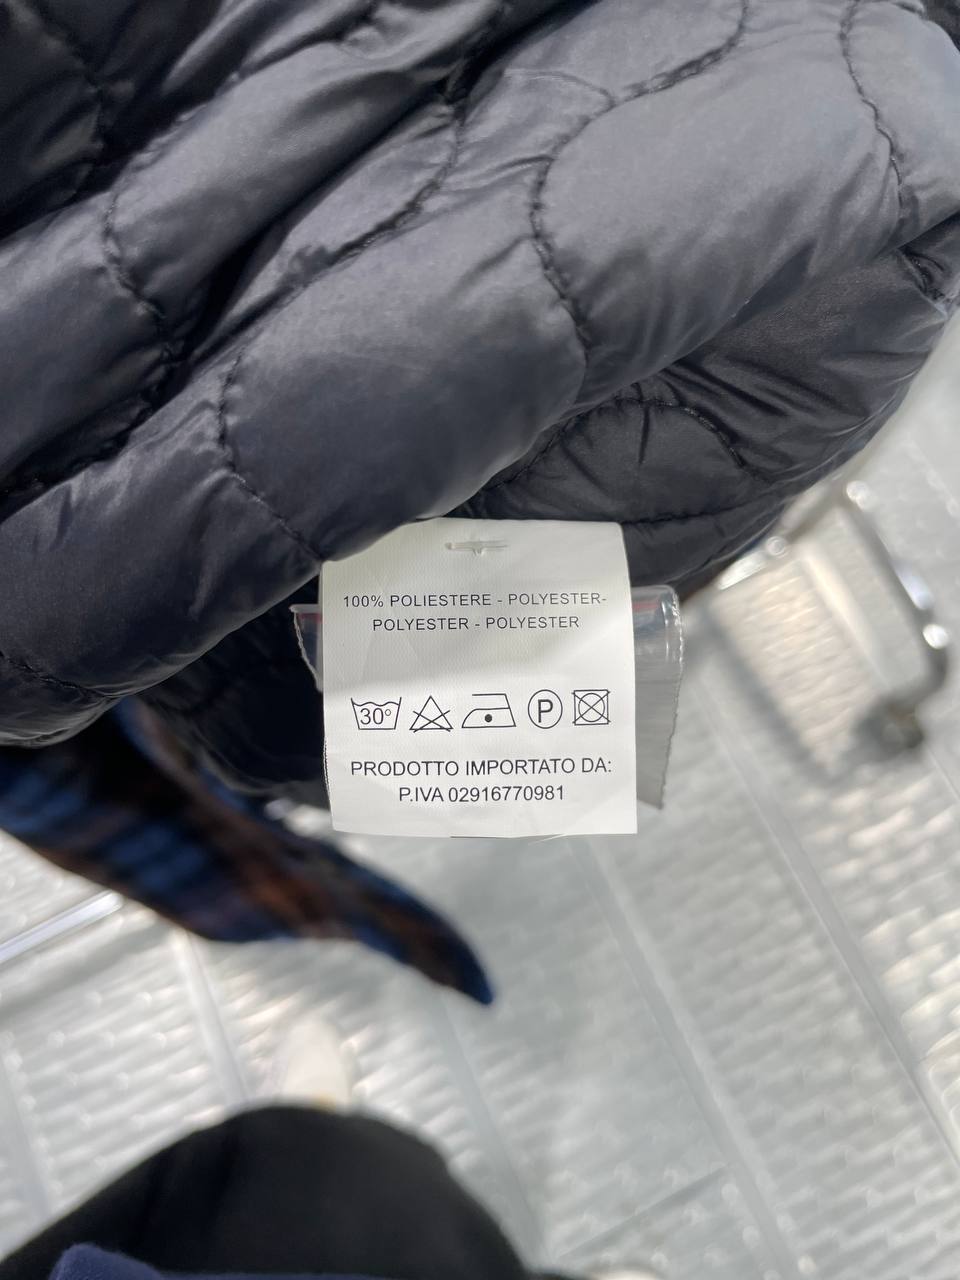 100% POLIESTERE - POLYESTER-
POLYESTER - POLYESTER
30° P
PRODOTTO IMPORTATO DA:
P.IVA 02916770981